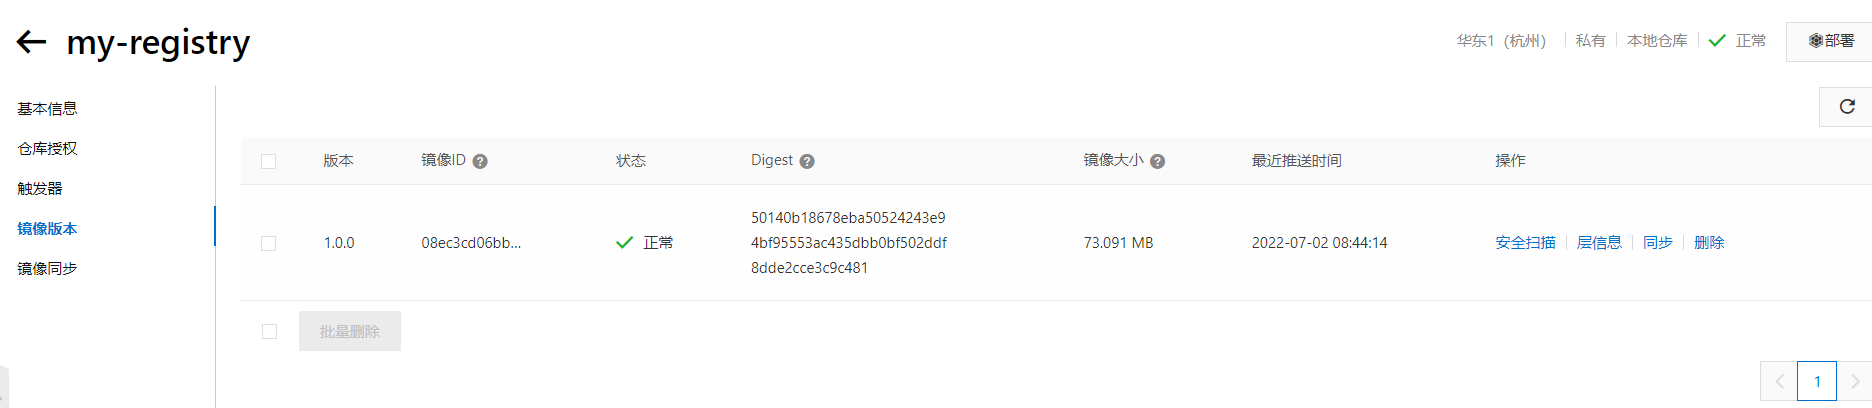 my-registry
华东1（杭州）
私有
本地仓库
正常
部署
基本信息
仓库授权
触发器
镜像版本
镜像同步
版本 镜像ID 状态 Digest 镜像大小 最近推送时间 操作
1.0.0 08ec3cd06bb... 正常 50140b18678eba50524243e9
4bf95553ac435dbb0bf502ddf
8dde2cce3c9c481
73.091 MB 2022-07-02 08:44:14 安全扫描 层信息 同步 删除
批量删除
1